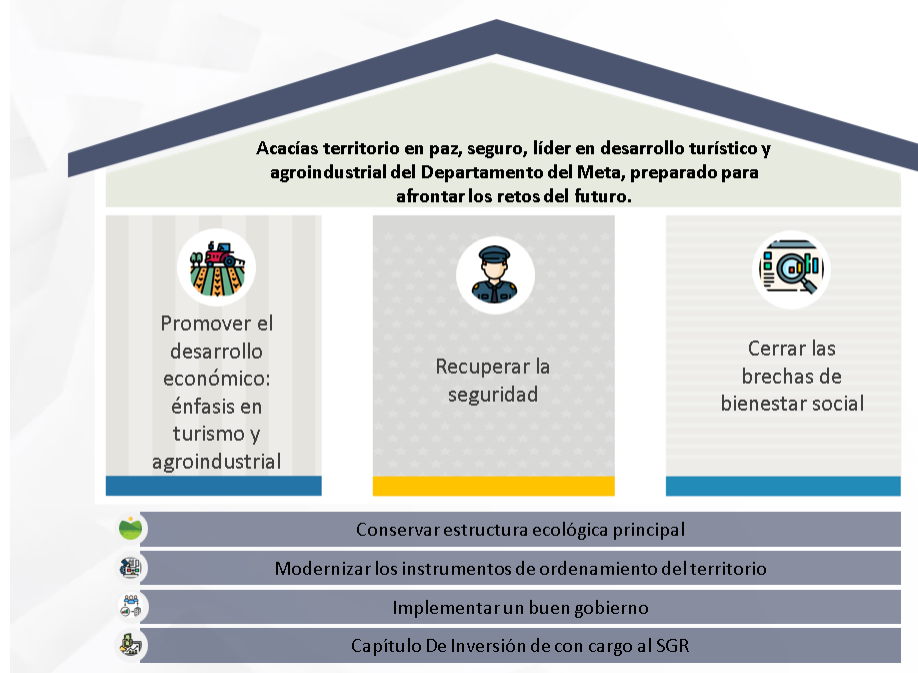 Acacías territorio en paz, seguro, líder en desarrollo turístico y
agroindustrial del Departamento del Meta, preparado para
afrontar los retos del futuro.
Promover el
desarrollo
económico:
énfasis en
turismo y
agroindustrial
Recuperar la
seguridad
Cerrar las
brechas de
bienestar social
Conservar estructura ecológica principal
Modernizar los instrumentos de ordenamiento del territorio
Implementar un buen gobierno
Capítulo De Inversión de con cargo al SGR